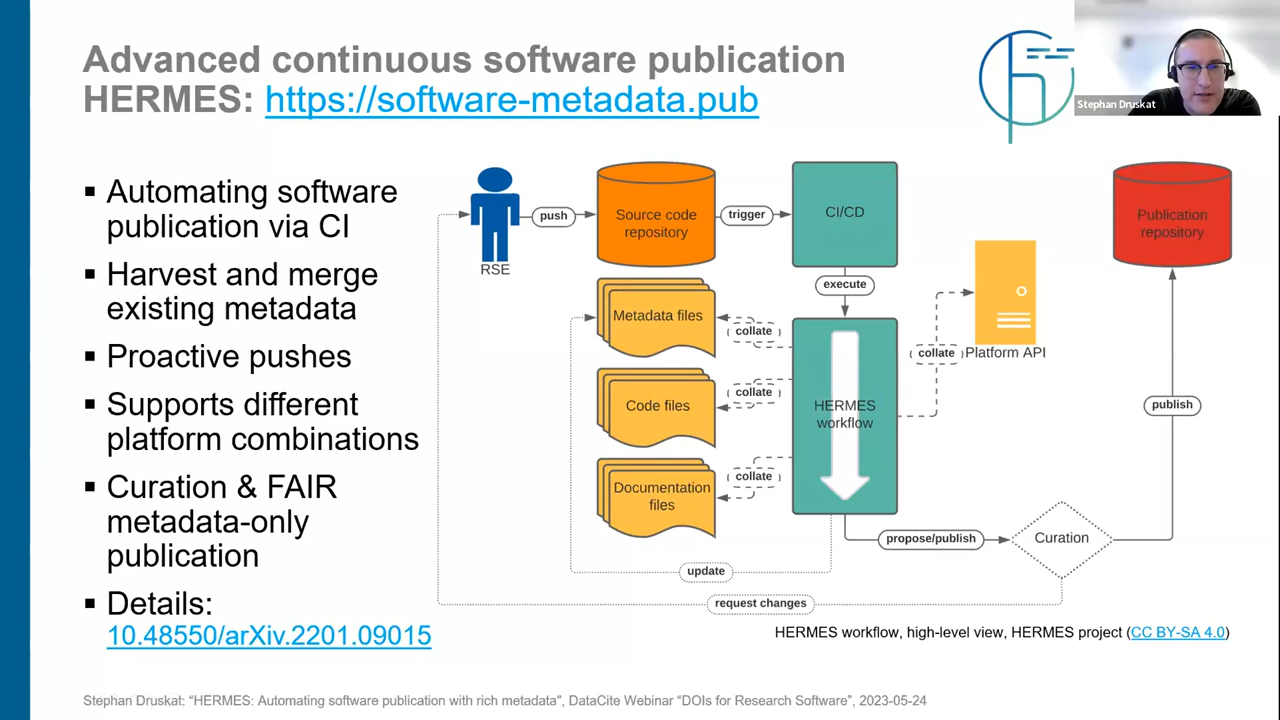 Advanced continuous software publication
HERMES: https://software-metadata.pub
Stephan Druskat
▪ Automating software
publication via CI
▪ Harvest and merge
existing metadata
▪ Proactive pushes
▪ Supports different
platform combinations
▪ Curation & FAIR
metadata-only
publication
▪ Details:
10.48550/arXiv.2201.09015
RSE
push
Source code
repository
trigger
CI/CD
Publication
repository
execute
Metadata files
collate
Code files
collate
Documentation
files
collate
HERMES
workflow
collate
Platform API
publish
propose/publish
Curation
update
request changes
HERMES workflow, high-level view, HERMES project (CC BY-SA 4.0)
Stephan Druskat: “HERMES: Automating software publication with rich metadata”, DataCite Webinar “DOIs for Research Software”, 2023-05-24